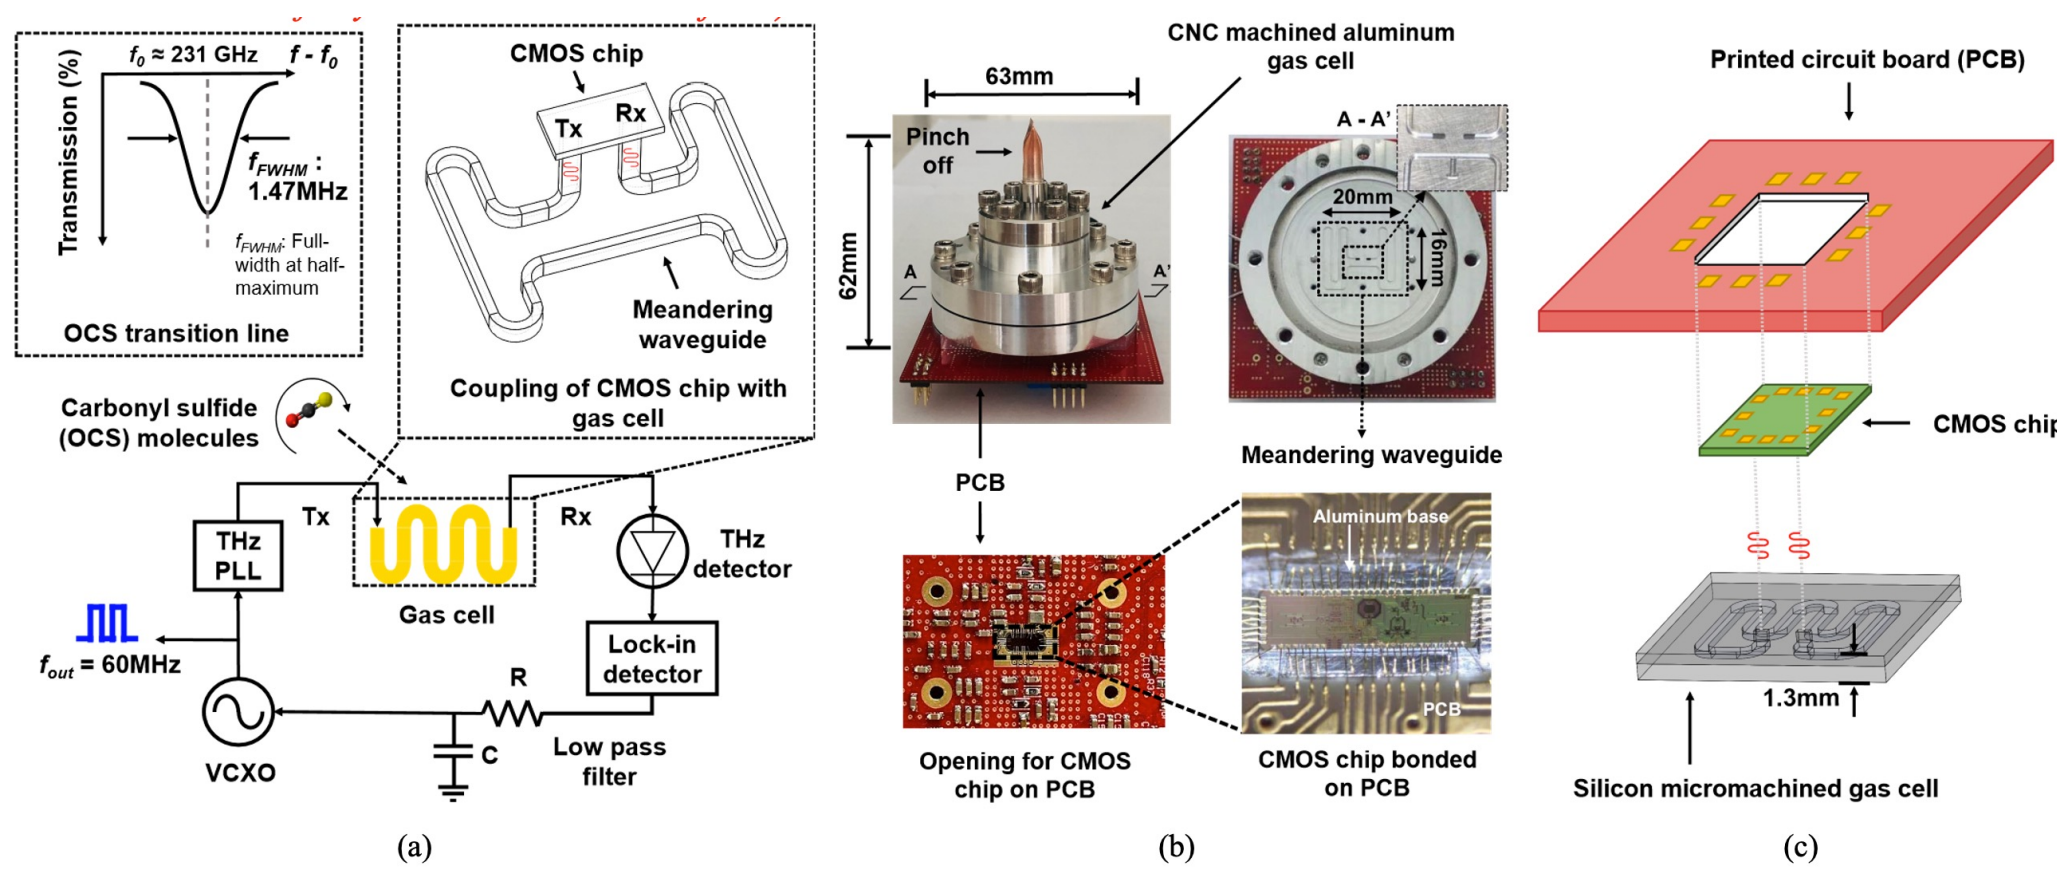 f₀ ≈ 231 GHz
f - f₀
Transmission (%)
f_FWHM :
1.47MHz
f_FWHM: Full-
width at half-
maximum
OCS transition line
CMOS chip
Tx
Rx
Meandering
waveguide
Coupling of CMOS chip with
gas cell
Carbonyl sulfide
(OCS) molecules
Tx
Rx
THz
PLL
Gas cell
THz
detector
Lock-in
detector
f_out = 60MHz
VCXO
R
C
Low pass
filter
(a)
CNC machined aluminum
gas cell
63mm
62mm
Pinch
off
A
A'
PCB
A - A'
20mm
16mm
Meandering waveguide
Opening for CMOS
chip on PCB
Aluminum base
PCB
CMOS chip bonded
on PCB
(b)
Printed circuit board (PCB)
CMOS chip
1.3mm
Silicon micromachined gas cell
(c)